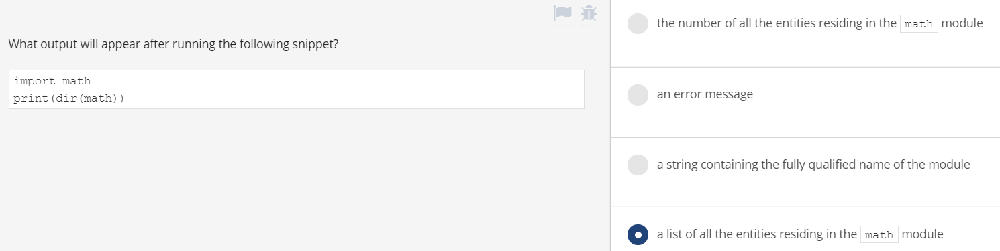 What output will appear after running the following snippet?
import math
print(dir(math))
the number of all the entities residing in the math module
an error message
a string containing the fully qualified name of the module
a list of all the entities residing in the math module